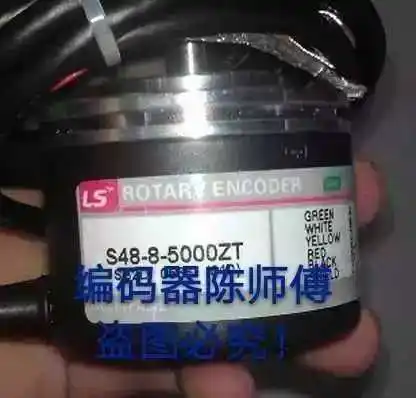 LS ROTARY ENCODER
S48-8-5000ZT
GREEN
WHITE
YELLOW
RED
BLACK
编码器陈师傅
盗图必究!